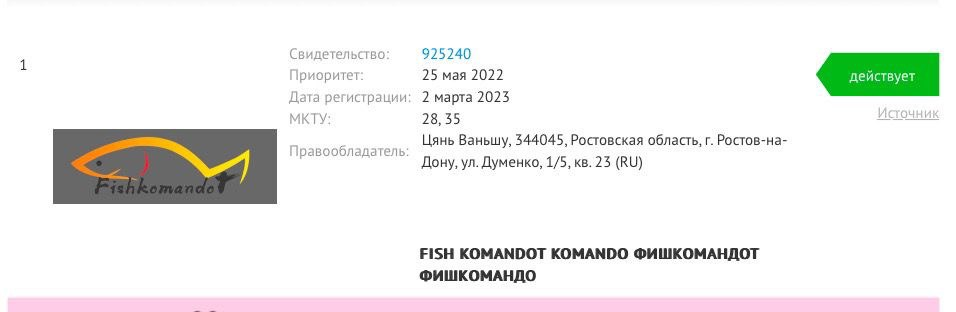 1
Свидетельство: 925240
Приоритет: 25 мая 2022
Дата регистрации: 2 марта 2023
МКТУ: 28, 35
Правообладатель: Цянь Ваньшу, 344045, Ростовская область, г. Ростов-на-
Дону, ул. Думенко, 1/5, кв. 23 (RU)
действует
Источник
Fishkomandot
FISH KOMANDOT KOMANDO ФИШКОМАНДОТ
ФИШКОМАНДО